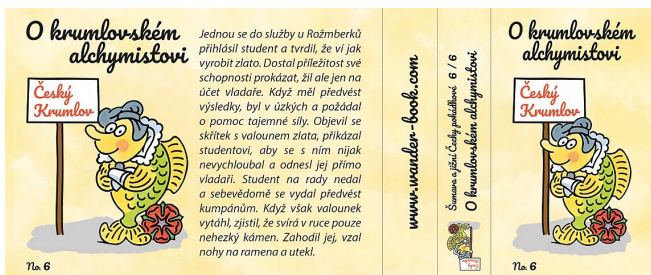 O krumlovském
alchymistovi
Český
Krumlov
No. 6
Jednou se do služby u Rožmberků
přihlásil student a tvrdil, že ví jak
vyrobit zlato. Dostal příležitost své
schopnosti prokázat, žil ale jen na
účet vladaře. Když měl předvést
výsledky, byl v úzkých a požádal
o pomoc tajemné síly. Objevil se
skřítek s valounem zlata, přikázal
studentovi, aby se s ním nijak
nevychloubal a odnesl jej přímo
vladaři. Student na rady nedal
a sebevědomě se vydal předvést
kumpánům. Když však valounek
vytáhl, zjistil, že svírá v ruce pouze
nehezký kámen. Zahodil jej, vzal
nohy na ramena a utekl.
www.wander-book.com
Šumava a jižní Čechy pohádkové 6 / 6
O krumlovském alchymistovi
Český
Krumlov
O krumlovském
alchymistovi
Český
Krumlov
No. 6